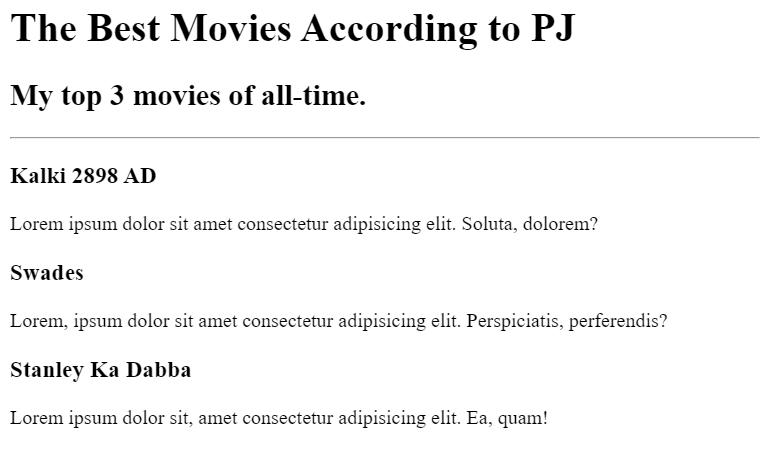 The Best Movies According to PJ
My top 3 movies of all-time.
Kalki 2898 AD
Lorem ipsum dolor sit amet consectetur adipisicing elit. Soluta, dolorem?
Swades
Lorem, ipsum dolor sit amet consectetur adipisicing elit. Perspiciatis, perferendis?
Stanley Ka Dabba
Lorem ipsum dolor sit, amet consectetur adipisicing elit. Ea, quam!